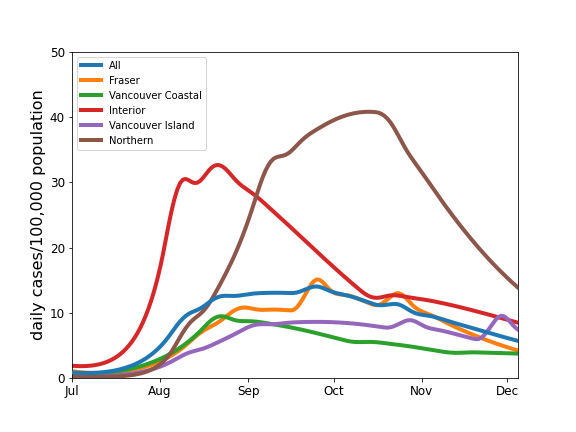 50
40
30
20
10
0
daily cases/100,000 population
All
Fraser
Vancouver Coastal
Interior
Vancouver Island
Northern
Jul Aug Sep Oct Nov Dec